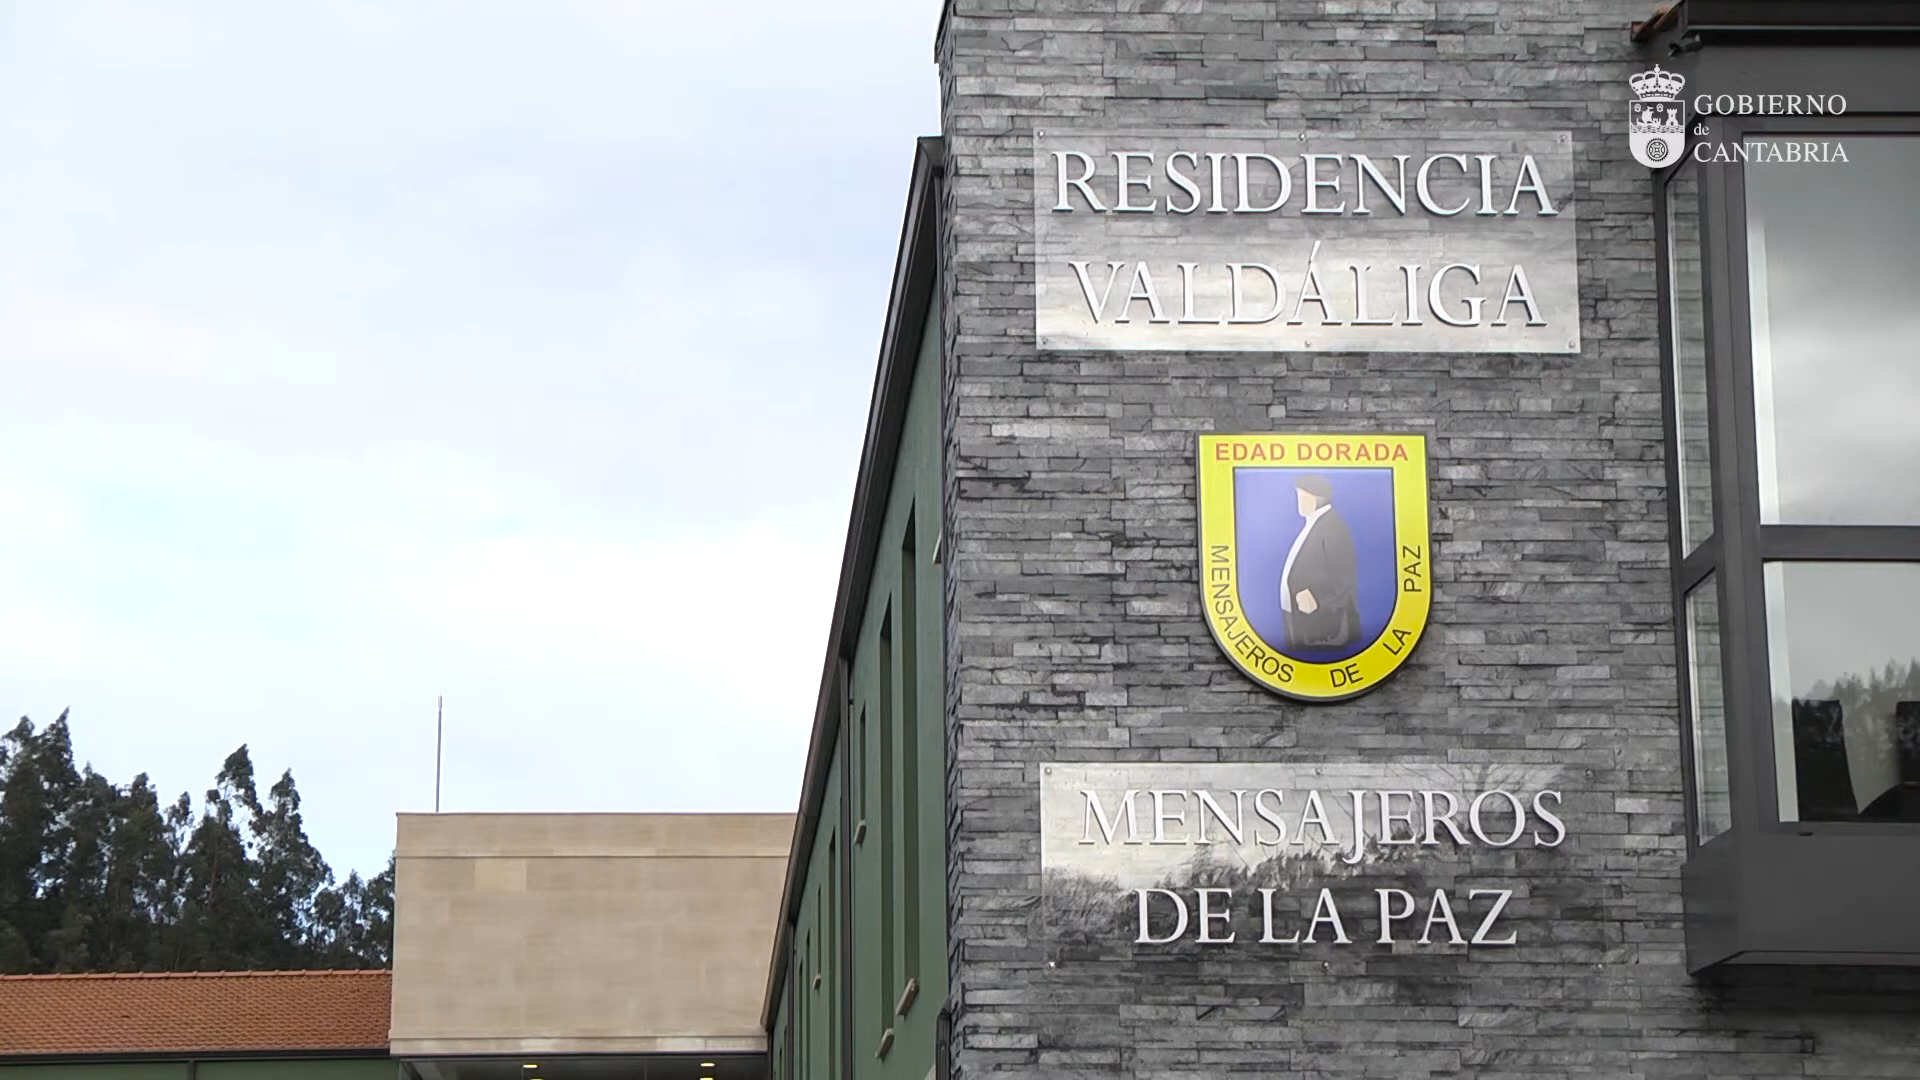 GOBIERNO
de
CANTABRIA
RESIDENCIA
VALDÁLIGA
EDAD DORADA
MENSAJEROS DE LA PAZ
MENSAJEROS
DE LA PAZ